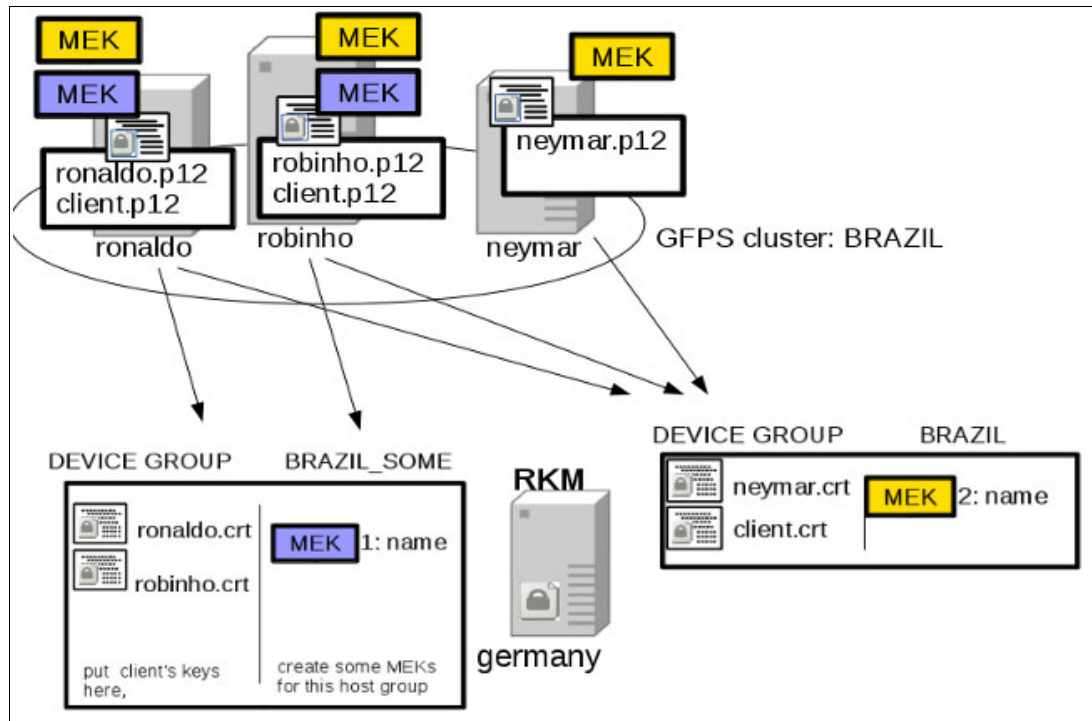 MEK
MEK
MEK
MEK
MEK
ronaldo.p12
client.p12
ronaldo
robinho.p12
client.p12
robinho
neymar.p12
neymar
GFPS cluster: BRAZIL
DEVICE GROUP
BRAZIL_SOME
ronaldo.crt
robinho.crt
MEK 1: name
put client's keys
here,
create some MEKs
for this host group
RKM
germany
DEVICE GROUP
BRAZIL
neymar.crt
client.crt
MEK 2: name